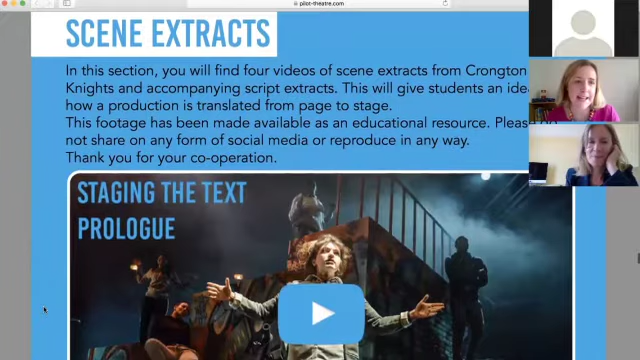 pilot-theatre.com
SCENE EXTRACTS
In this section, you will find four videos of scene extracts from Crongton
Knights and accompanying script extracts. This will give students an idea
how a production is translated from page to stage.
This footage has been made available as an educational resource. Please do
not share on any form of social media or reproduce in any way.
Thank you for your co-operation.
STAGING THE TEXT
PROLOGUE